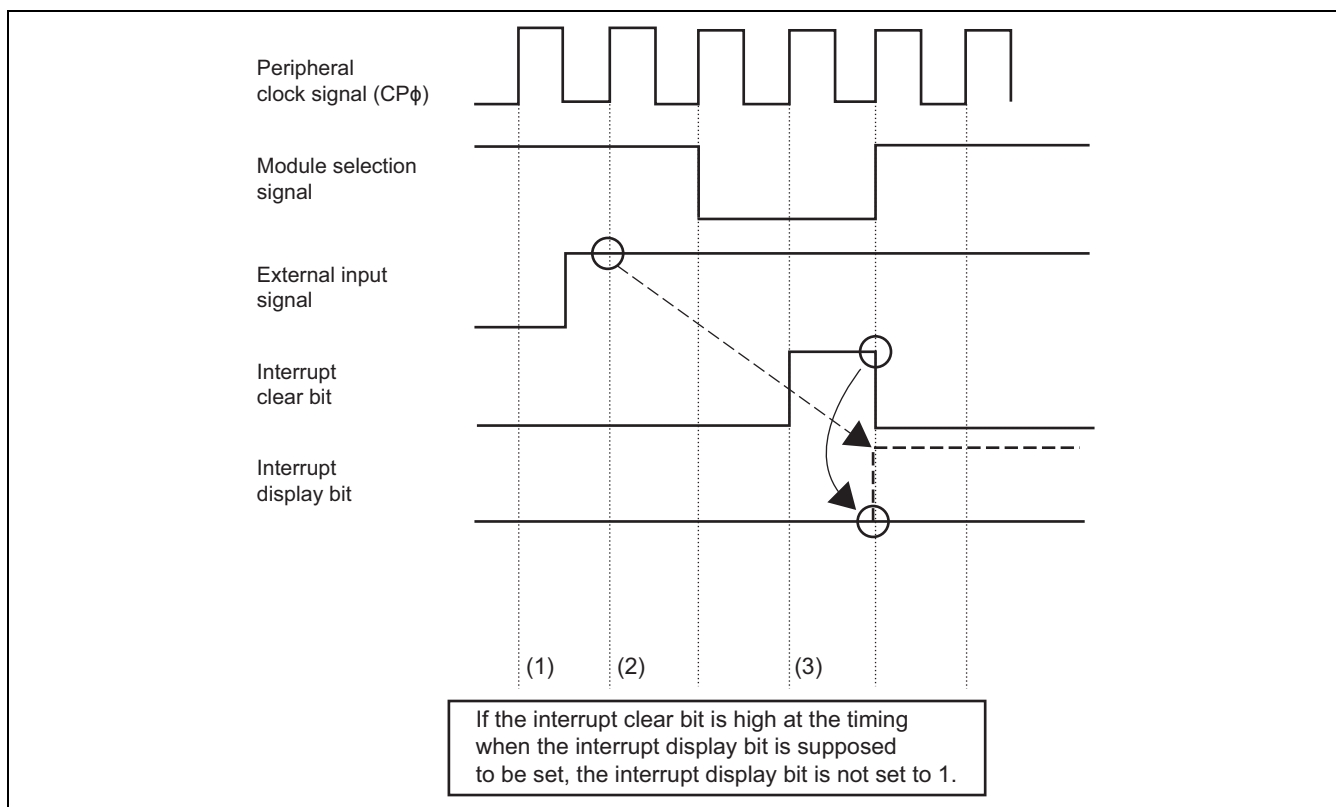 Peripheral
clock signal (CPϕ)
Module selection
signal
External input
signal
Interrupt
clear bit
Interrupt
display bit
(1) (2) (3)
If the interrupt clear bit is high at the timing
when the interrupt display bit is supposed
to be set, the interrupt display bit is not set to 1.